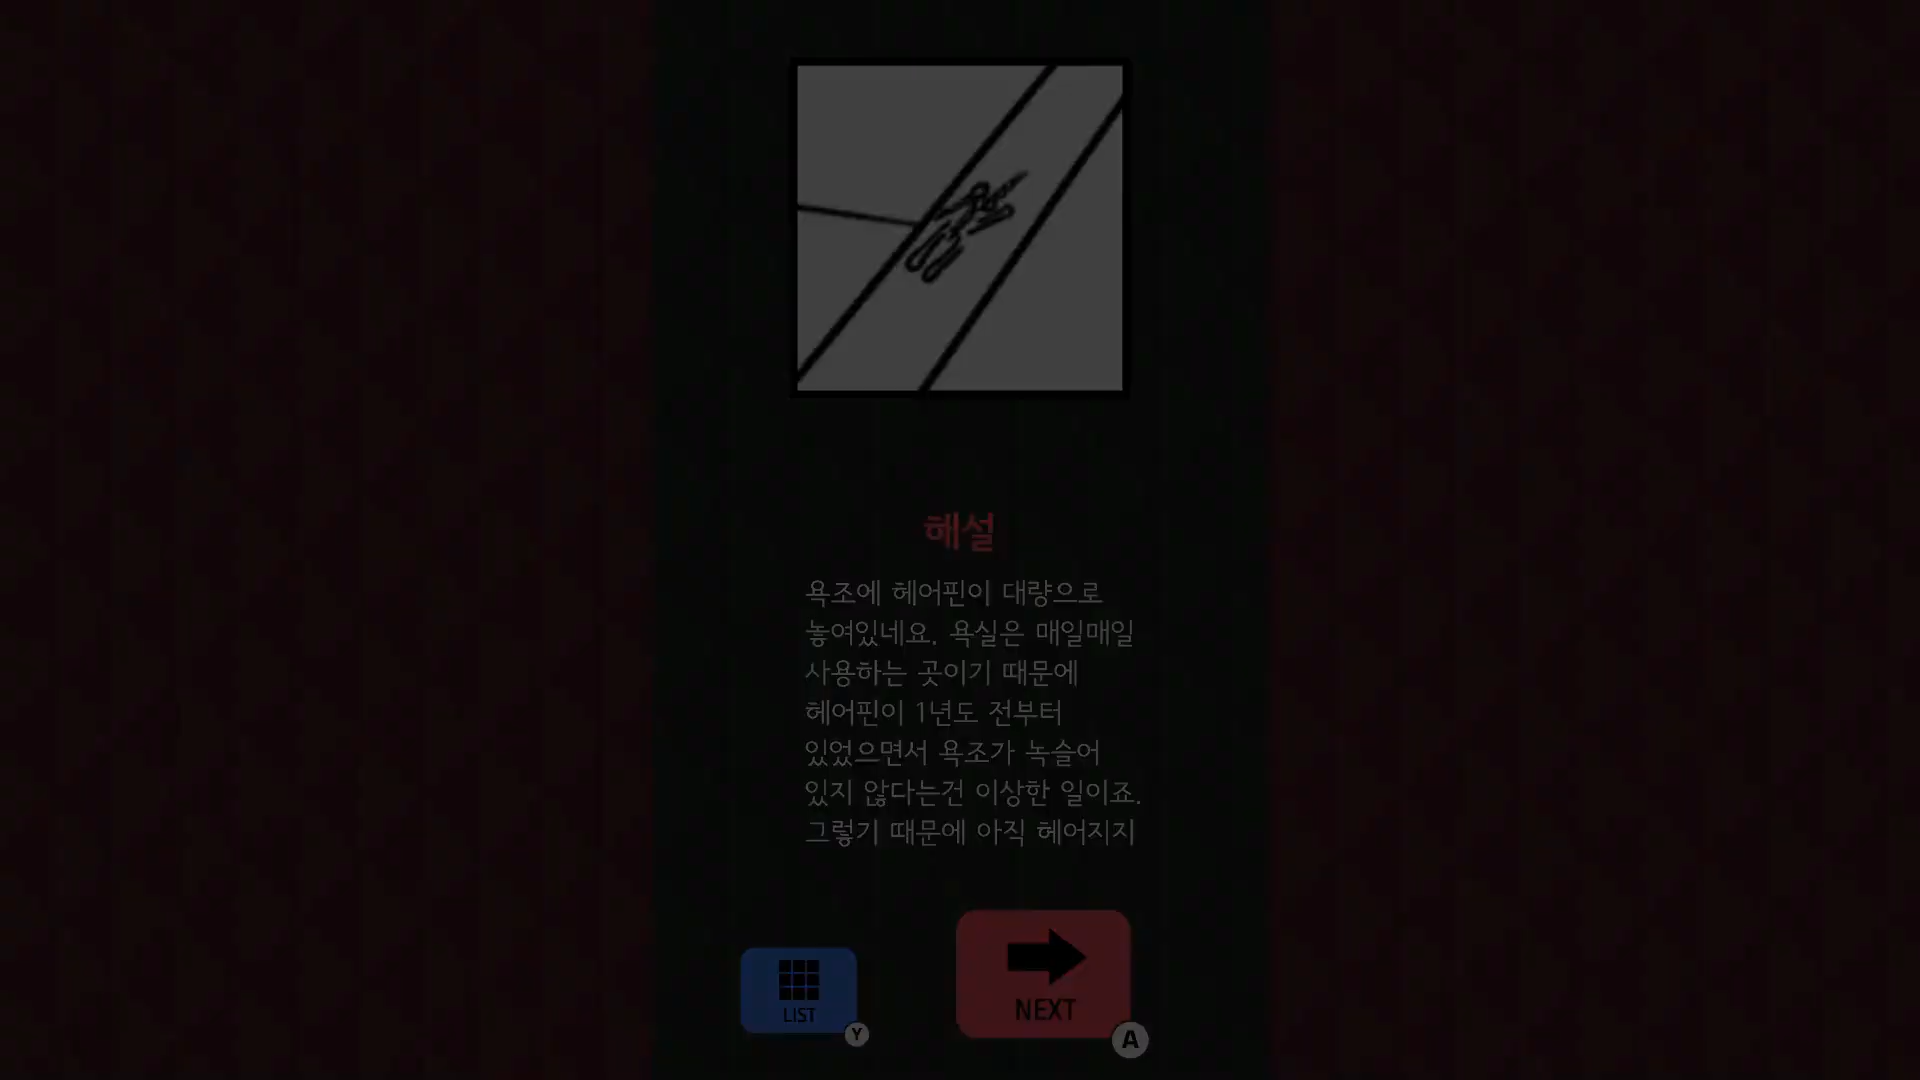 해설
욕조에 헤어핀이 대량으로
놓여있네요. 욕실은 매일매일
사용하는 곳이기 때문에
헤어핀이 1년도 전부터
있었으면서 욕조가 녹슬어
있지 않다는건 이상한 일이죠.
그렇기 때문에 아직 헤어지지
LIST
Y
NEXT
A